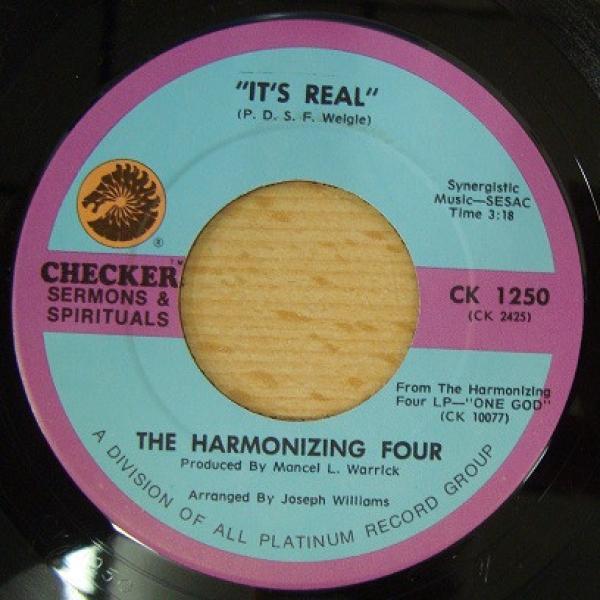 "IT'S REAL"
(P. D. S. F. Weigle)
Synergistic
Music—SESAC
Time 3:18
®
CHECKER™
SERMONS &
SPIRITUALS
CK 1250
(CK 2425)
From The Harmonizing
Four LP—"ONE GOD"
(CK 10077)
THE HARMONIZING FOUR
Produced By Mancel L. Warrick
Arranged By Joseph Williams
A DIVISION OF ALL PLATINUM RECORD GROUP